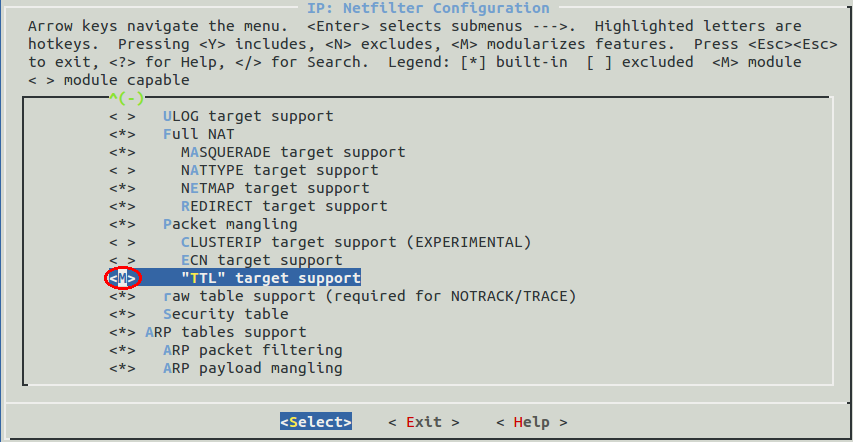 IP: Netfilter Configuration
Arrow keys navigate the menu.  <Enter> selects submenus --->.  Highlighted letters are
hotkeys.  Pressing <Y> includes, <N> excludes, <M> modularizes features.  Press <Esc><Esc>
to exit, <?> for Help, </> for Search.  Legend: [*] built-in  [ ] excluded  <M> module
< > module capable
^(-)
< >   ULOG target support
<*>   Full NAT
<*>     MASQUERADE target support
< >     NATTYPE target support
<*>     NETMAP target support
<*>     REDIRECT target support
<*>   Packet mangling
< >     CLUSTERIP target support (EXPERIMENTAL)
< >     ECN target support
<M>     "TTL" target support
<*>   raw table support (required for NOTRACK/TRACE)
<*>   Security table
<*> ARP tables support
<*>   ARP packet filtering
<*>   ARP payload mangling
<Select>    < Exit >    < Help >